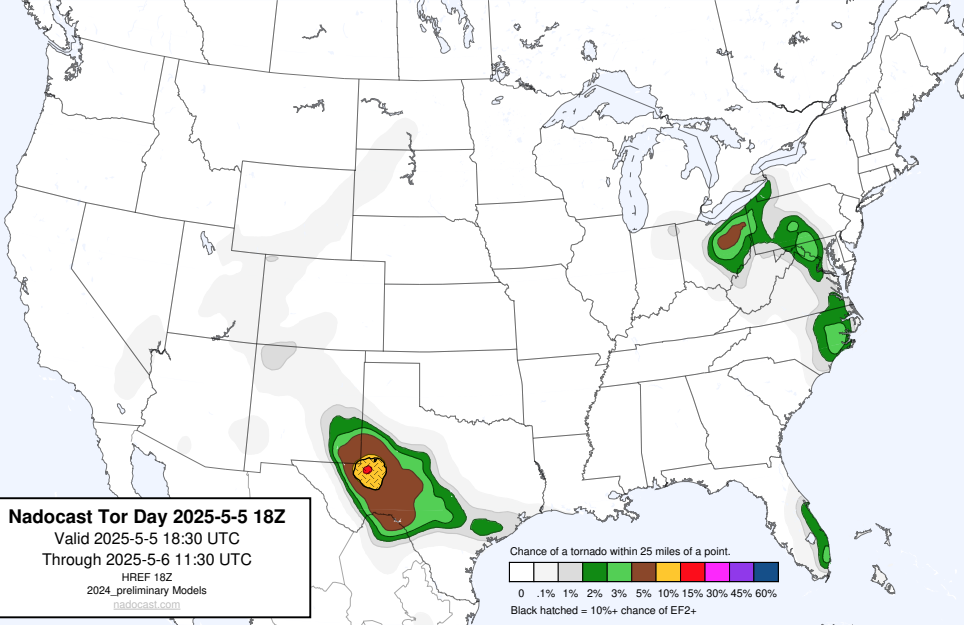 Nadocast Tor Day 2025-5-5 18Z
Valid 2025-5-5 18:30 UTC
Through 2025-5-6 11:30 UTC
HREF 18Z
2024_preliminary Models
nadocast.com
Chance of a tornado within 25 miles of a point.
0 .1% 1% 2% 3% 5% 10% 15% 30% 45% 60%
Black hatched = 10%+ chance of EF2+